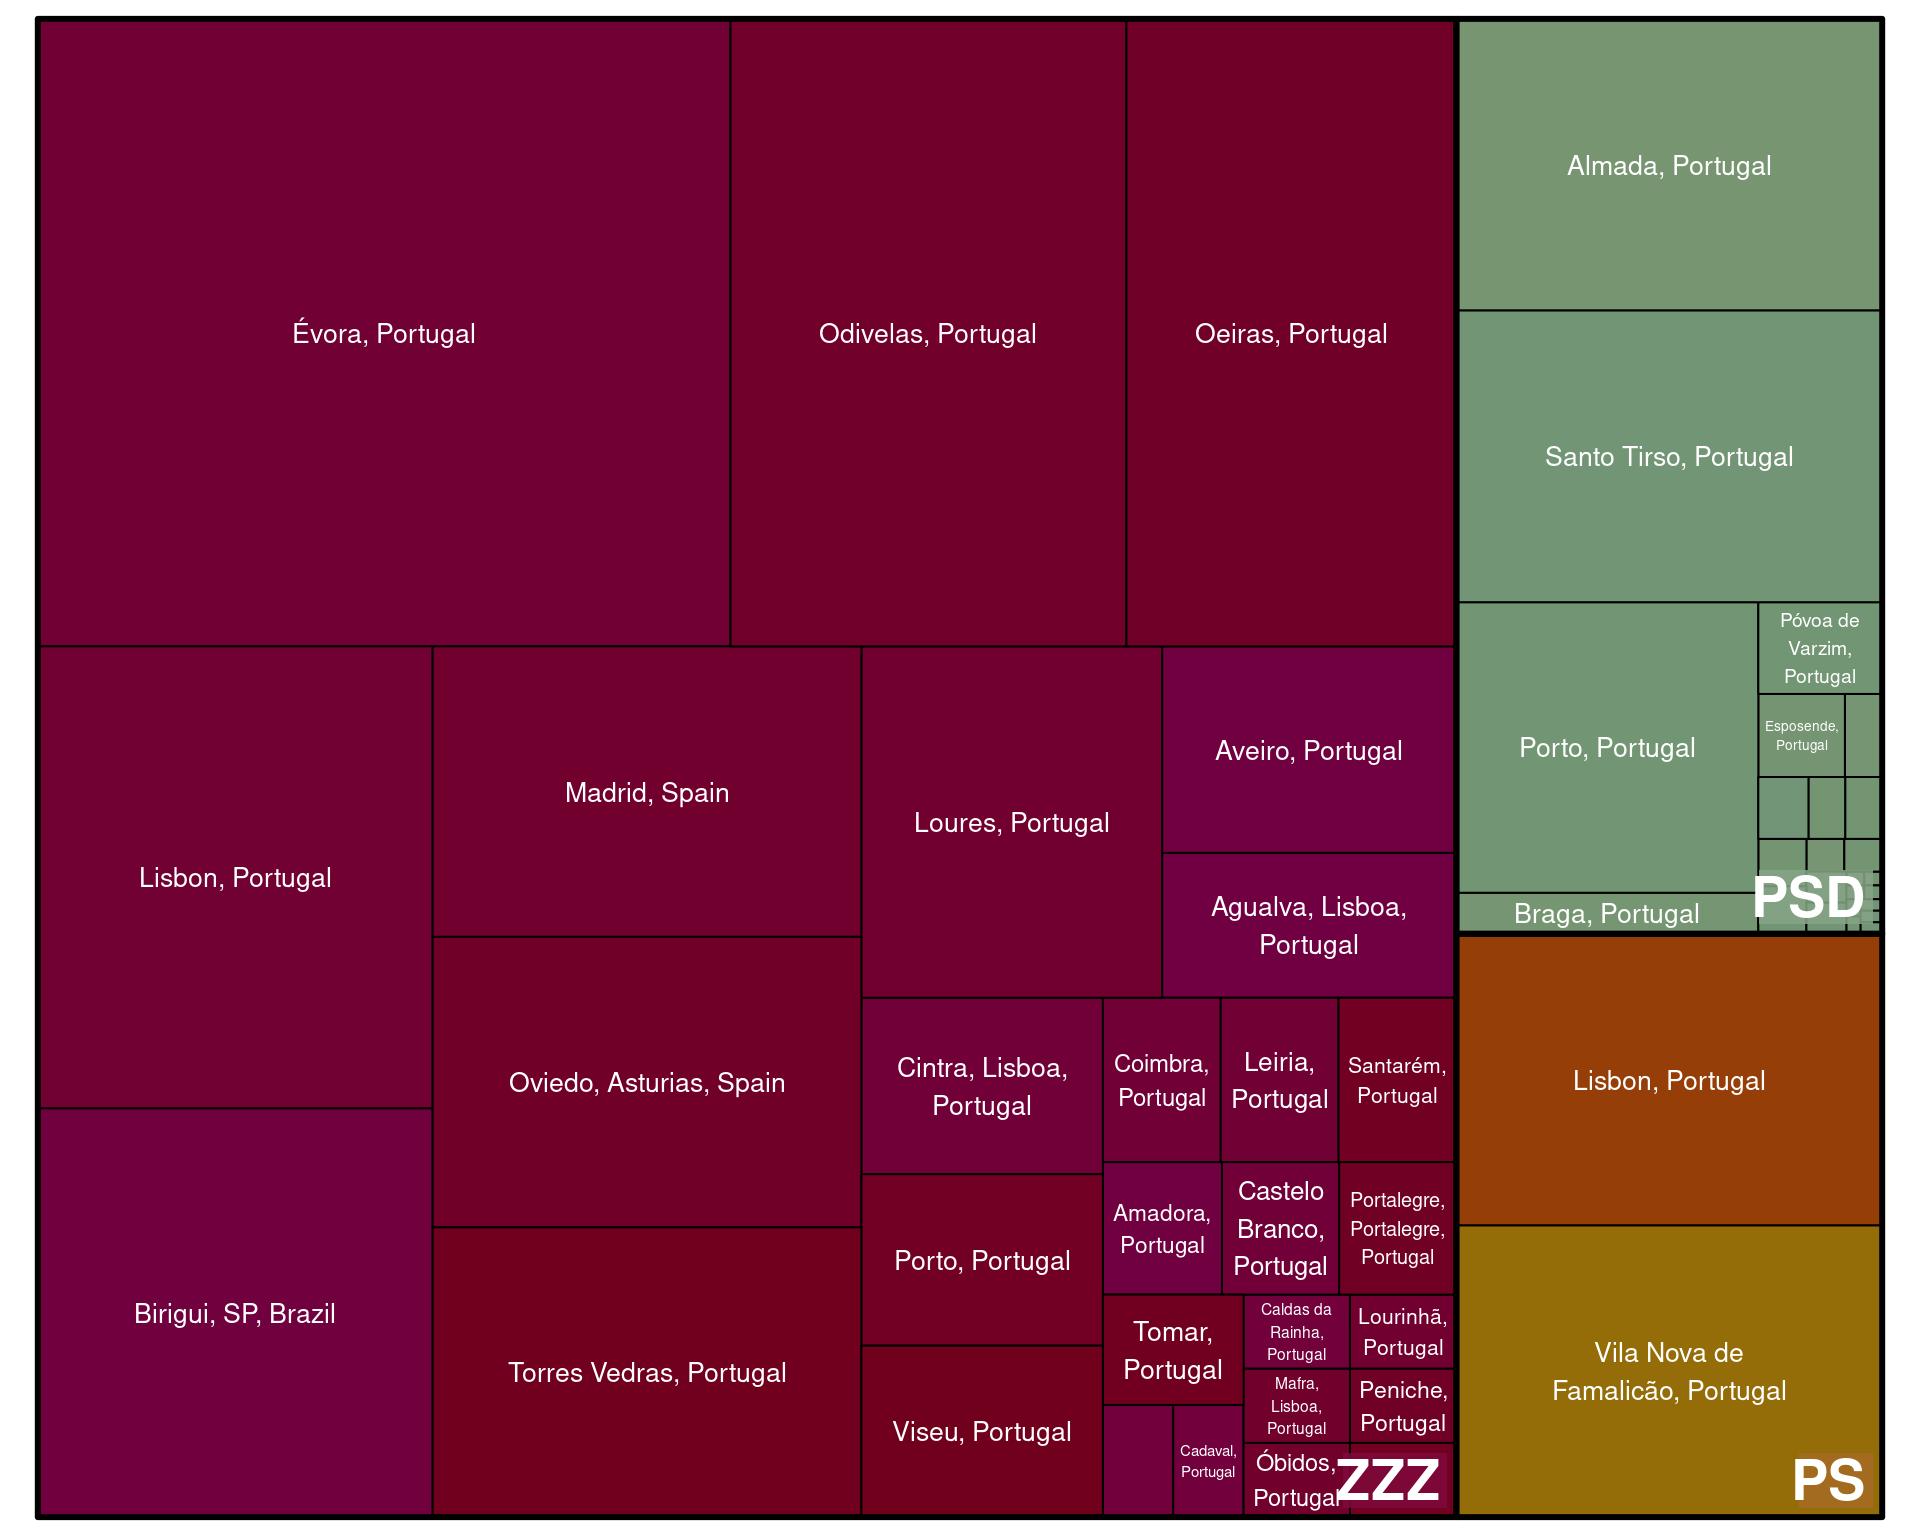 Évora, Portugal
Odivelas, Portugal
Oeiras, Portugal
Almada, Portugal
Santo Tirso, Portugal
Porto, Portugal
Póvoa de
Varzim,
Portugal
Esposende,
Portugal
Braga, Portugal
PSD
Lisbon, Portugal
Madrid, Spain
Loures, Portugal
Aveiro, Portugal
Agualva, Lisboa,
Portugal
Oviedo, Asturias, Spain
Birigui, SP, Brazil
Torres Vedras, Portugal
Cintra, Lisboa,
Portugal
Porto, Portugal
Viseu, Portugal
Coimbra,
Portugal
Leiria,
Portugal
Santarém,
Portugal
Amadora,
Portugal
Castelo
Branco,
Portugal
Portalegre,
Portalegre,
Portugal
Tomar,
Portugal
Caldas da
Rainha,
Portugal
Lourinhã,
Portugal
Mafra,
Lisboa,
Portugal
Peniche,
Portugal
Cadaval,
Portugal
Óbidos,
Portugal
ZZZ
Lisbon, Portugal
Vila Nova de
Famalicão, Portugal
PS